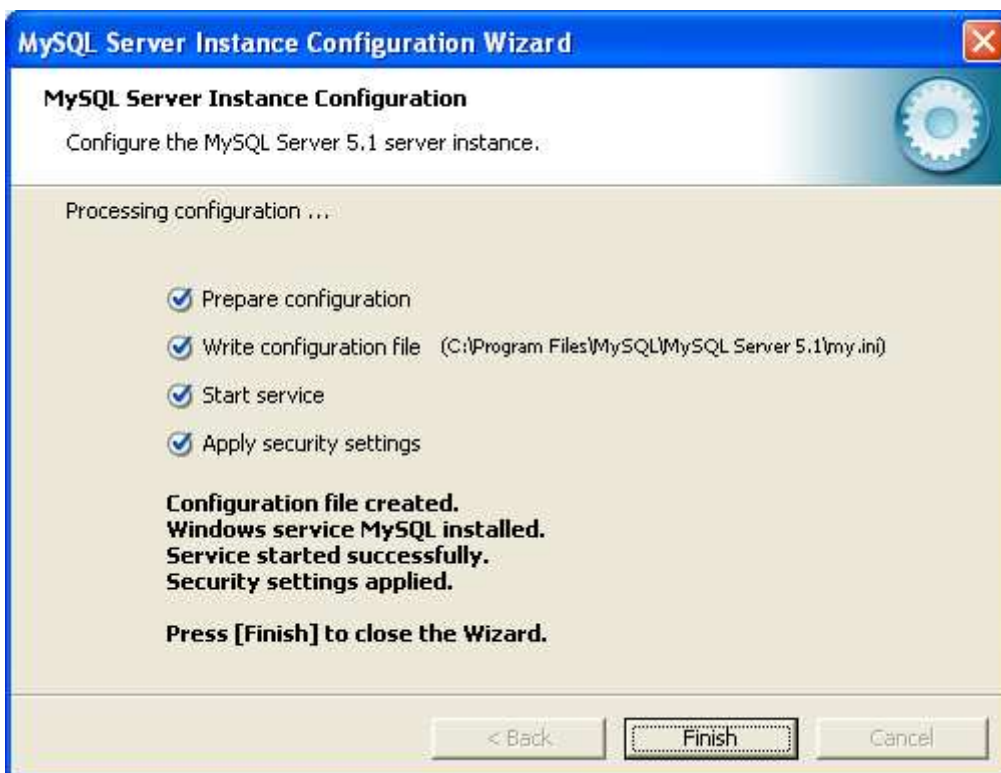 MySQL Server Instance Configuration Wizard
MySQL Server Instance Configuration
Configure the MySQL Server 5.1 server instance.
Processing configuration ...
Prepare configuration
Write configuration file (C:\Program Files\MySQL\MySQL Server 5.1\my.ini)
Start service
Apply security settings
Configuration file created.
Windows service MySQL installed.
Service started successfully.
Security settings applied.
Press [Finish] to close the Wizard.
< Back Finish Cancel